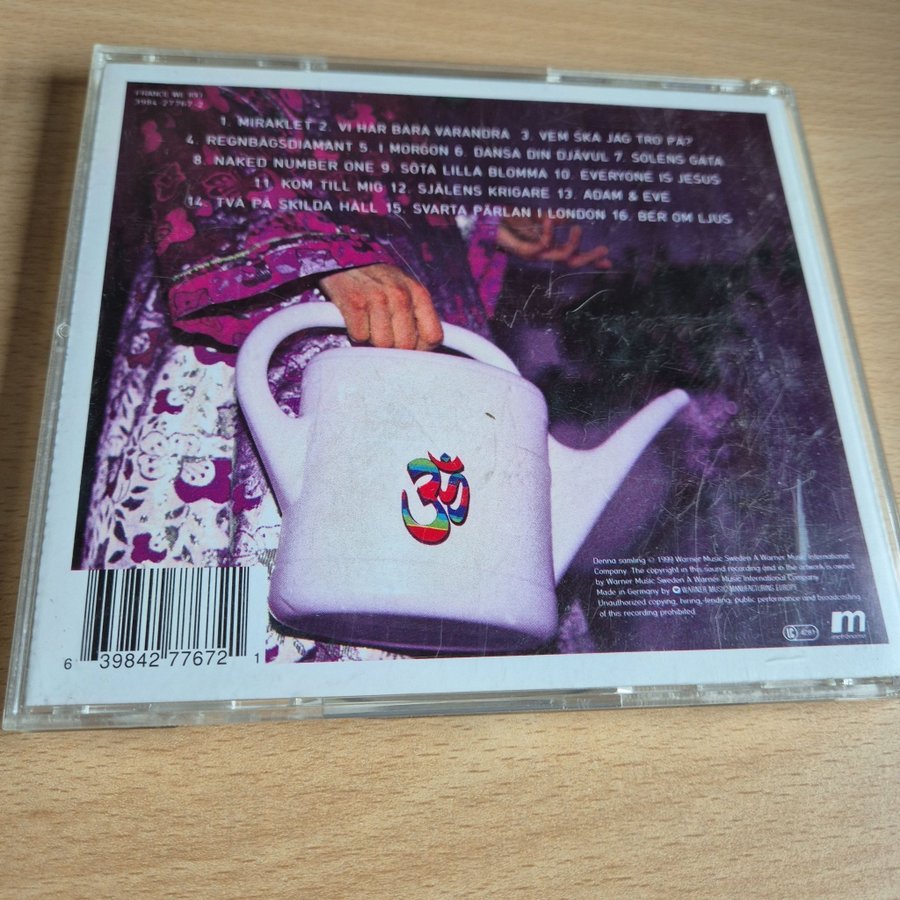 FRANCE WE 897
3984-27767-2
1. MIRAKLET 2. VI HAR BARA VARANDRA 3. VEM SKA JAG TRO PÅ?
4. REGNBÅGSDIAMANT 5. I MORGON 6. DANSA DIN DJÄVUL 7. SOLENS GÅTA
8. NAKED NUMBER ONE 9. SÖTA LILLA BLOMMA 10. EVERYONE IS JESUS
11. KOM TILL MIG 12. SJÄLENS KRIGARE 13. ADAM & EVE
14. TVÅ PÅ SKILDA HÅLL 15. SVARTA PÄRLAN I LONDON 16. BER OM LJUS
ॐ
Denna samling © 1999 Warner Music Sweden A Warner Music International
Company. The copyright in this sound recording and in the artwork is owned
by Warner Music Sweden A Warner Music International Company.
Made in Germany by WARNER MUSIC MANUFACTURING EUROPE
Unauthorized copying, hiring, lending, public performance and broadcasting
of this recording prohibited.
LC 4281
m
metronome
6 39842 77672 1